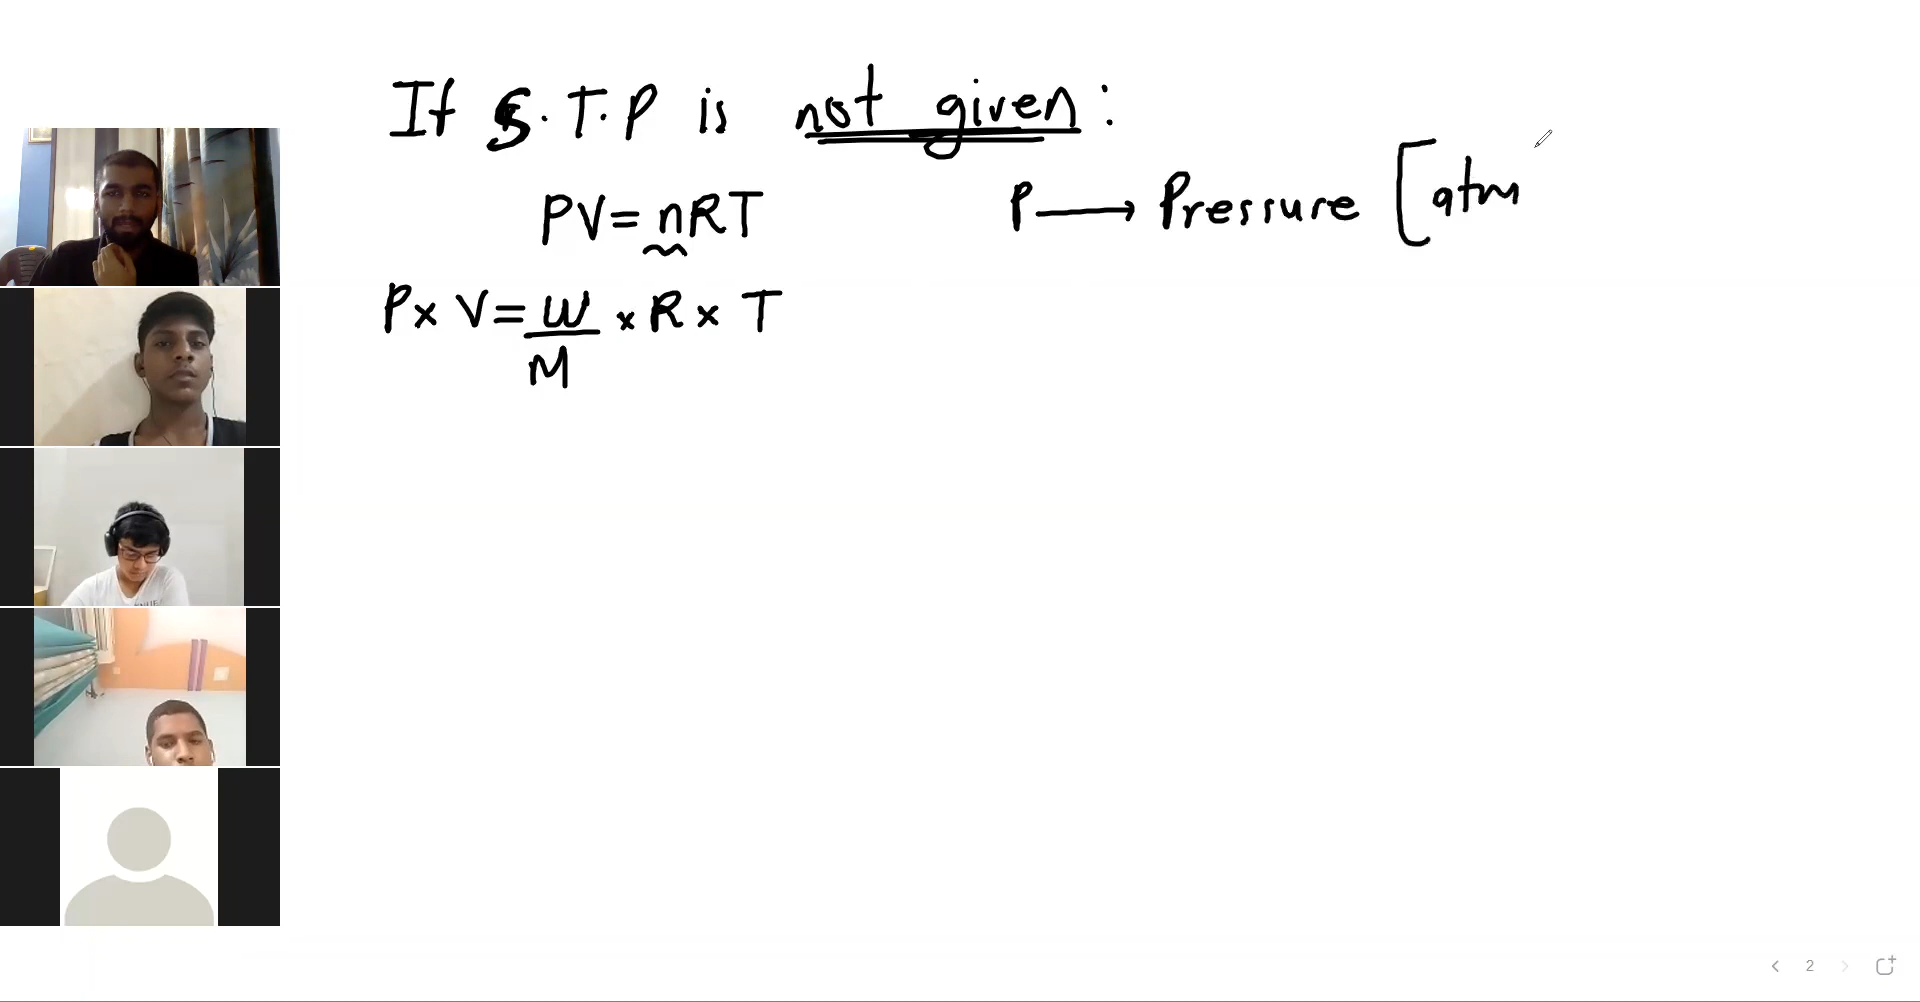 If S.T.P is not given:
PV = nRT
P → Pressure [atm
P × V = W/M × R × T
2